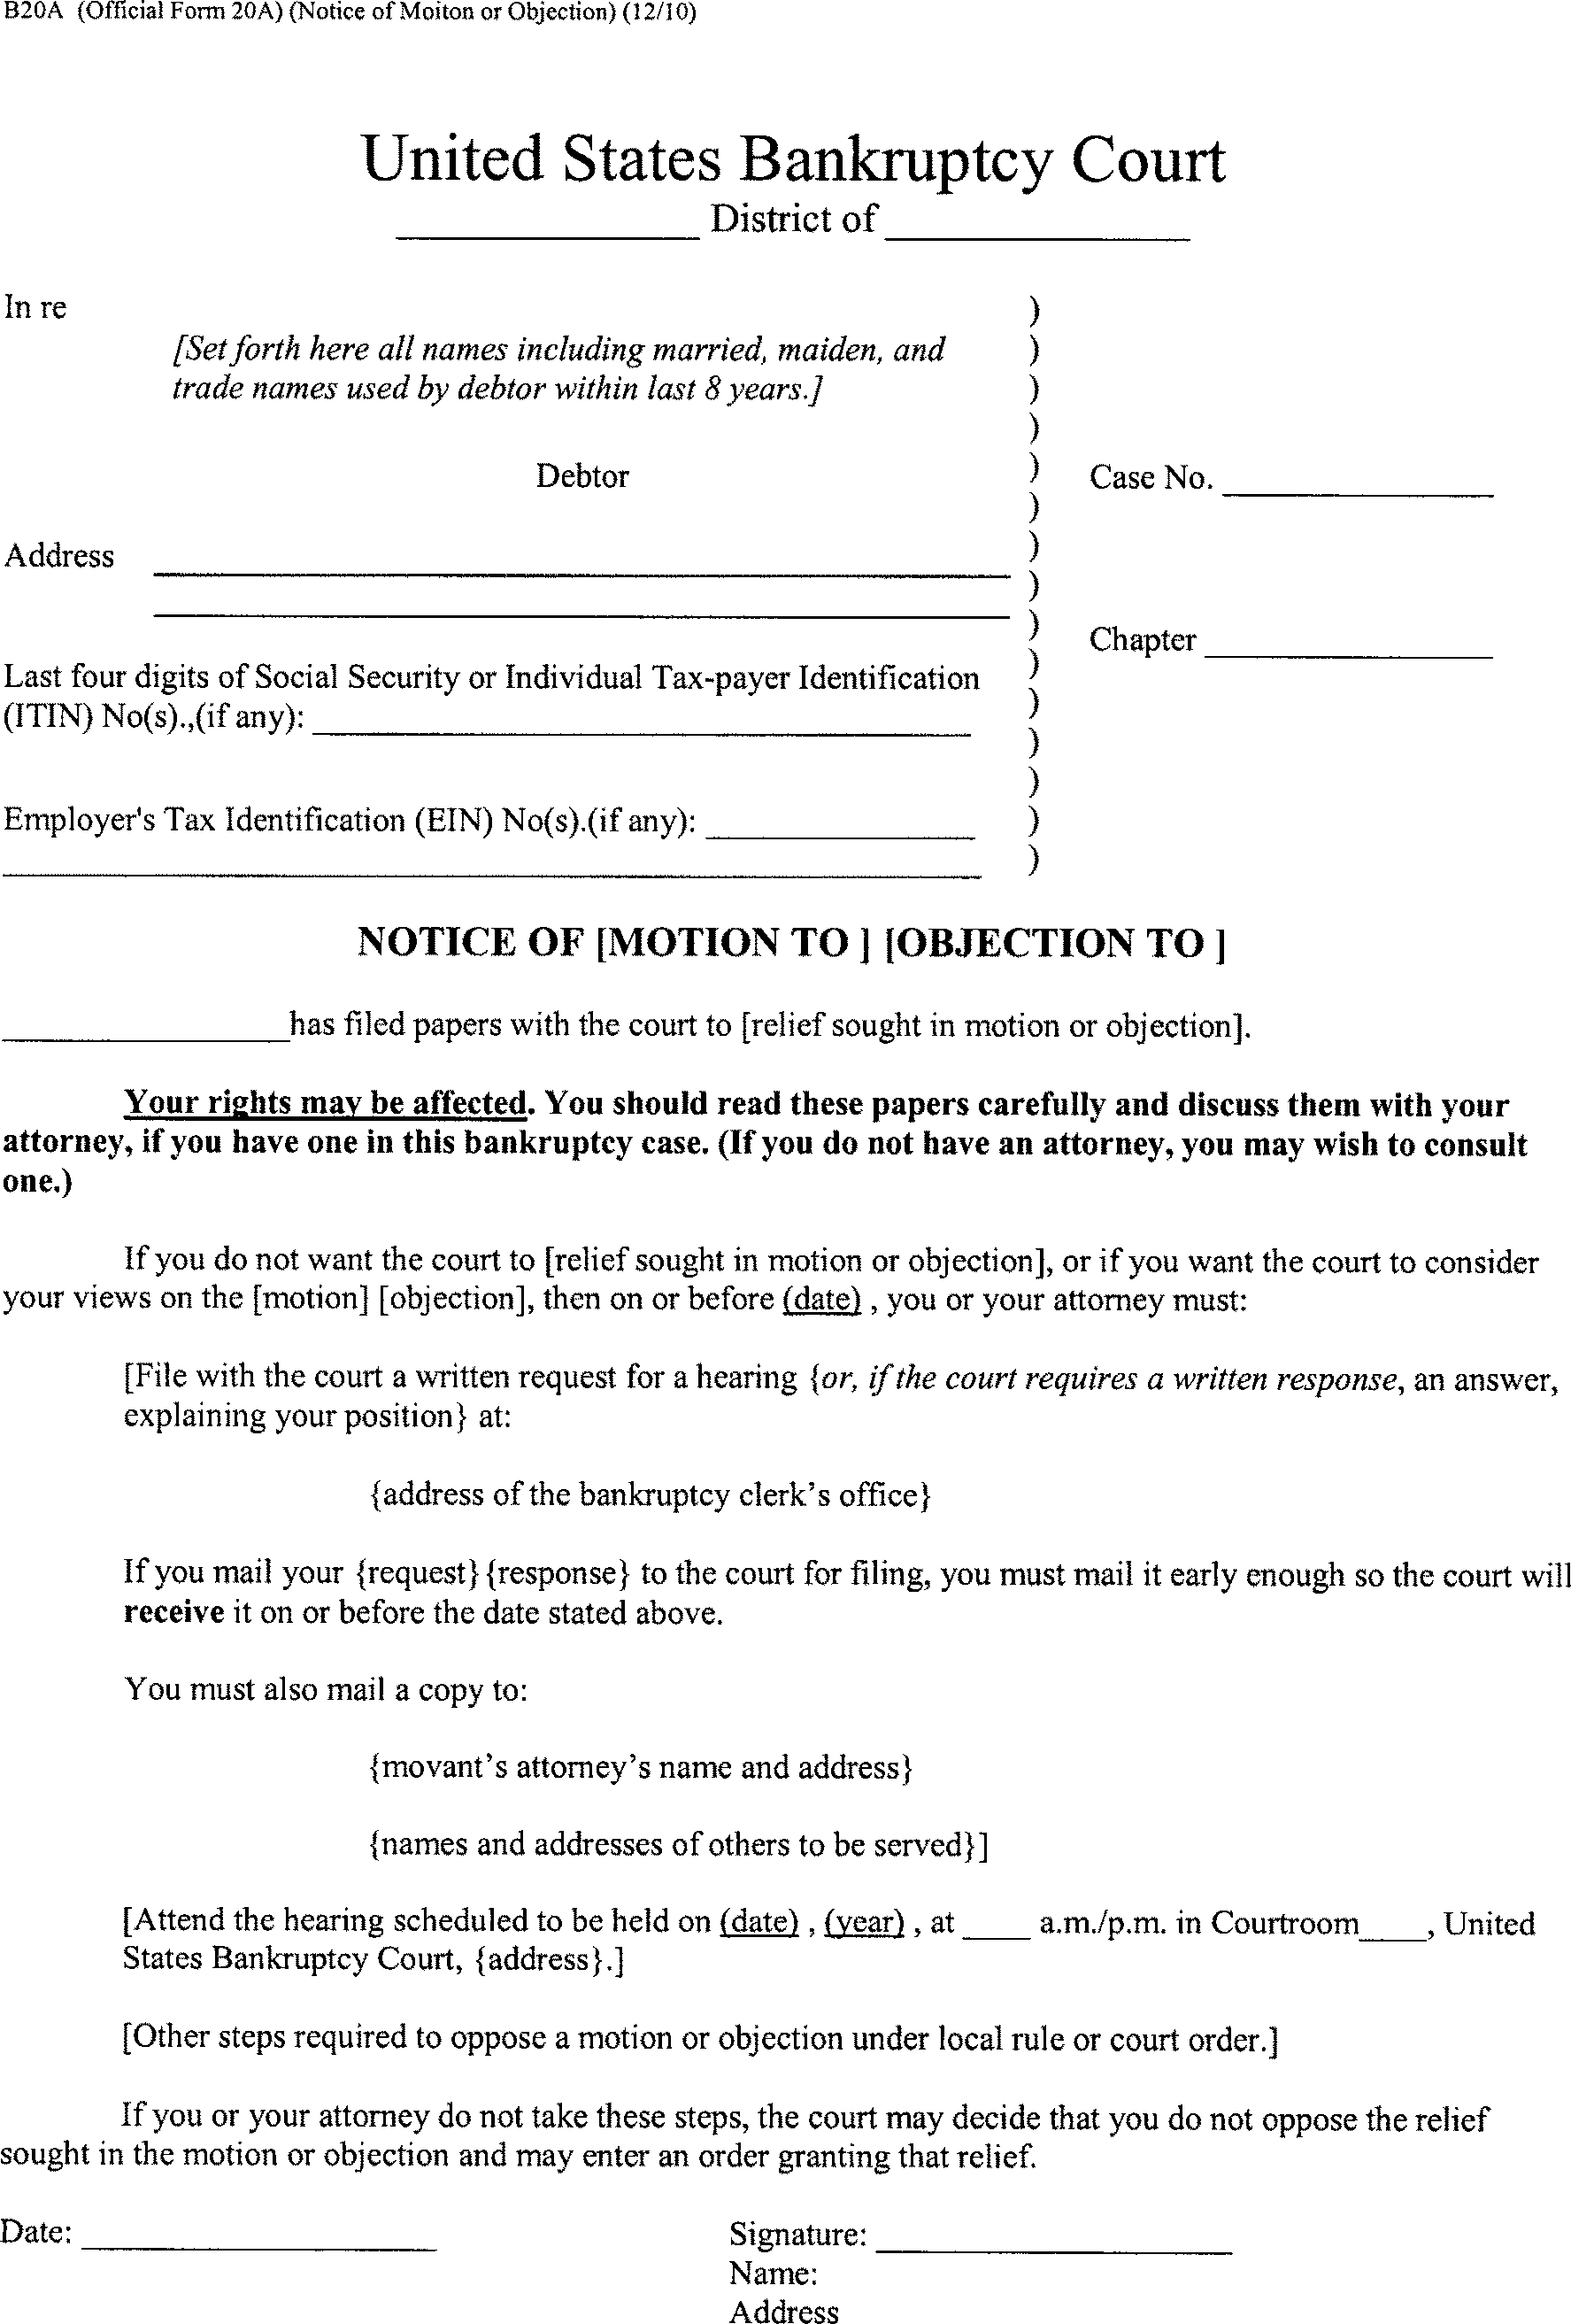 B20A (Official Form 20A) (Notice of Moiton or Objection) (12/10)
United States Bankruptcy Court
__________ District of __________
In re )
[Set forth here all names including married, maiden, and )
trade names used by debtor within last 8 years.] )
)
Debtor ) Case No. __________
)
Address __________ )
__________ )
) Chapter __________
Last four digits of Social Security or Individual Tax-payer Identification )
(ITIN) No(s).,(if any): __________ )
)
)
Employer's Tax Identification (EIN) No(s).(if any): __________ )
__________ )
NOTICE OF [MOTION TO ] [OBJECTION TO ]
__________has filed papers with the court to [relief sought in motion or objection].
Your rights may be affected. You should read these papers carefully and discuss them with your
attorney, if you have one in this bankruptcy case. (If you do not have an attorney, you may wish to consult
one.)
If you do not want the court to [relief sought in motion or objection], or if you want the court to consider
your views on the [motion] [objection], then on or before (date) , you or your attorney must:
[File with the court a written request for a hearing {or, if the court requires a written response, an answer,
explaining your position} at:
{address of the bankruptcy clerk’s office}
If you mail your {request} {response} to the court for filing, you must mail it early enough so the court will
receive it on or before the date stated above.
You must also mail a copy to:
{movant’s attorney’s name and address}
{names and addresses of others to be served}]
[Attend the hearing scheduled to be held on (date) , (year) , at ____ a.m./p.m. in Courtroom____, United
States Bankruptcy Court, {address}.]
[Other steps required to oppose a motion or objection under local rule or court order.]
If you or your attorney do not take these steps, the court may decide that you do not oppose the relief
sought in the motion or objection and may enter an order granting that relief.
Date: __________ Signature: __________
Name:
Address